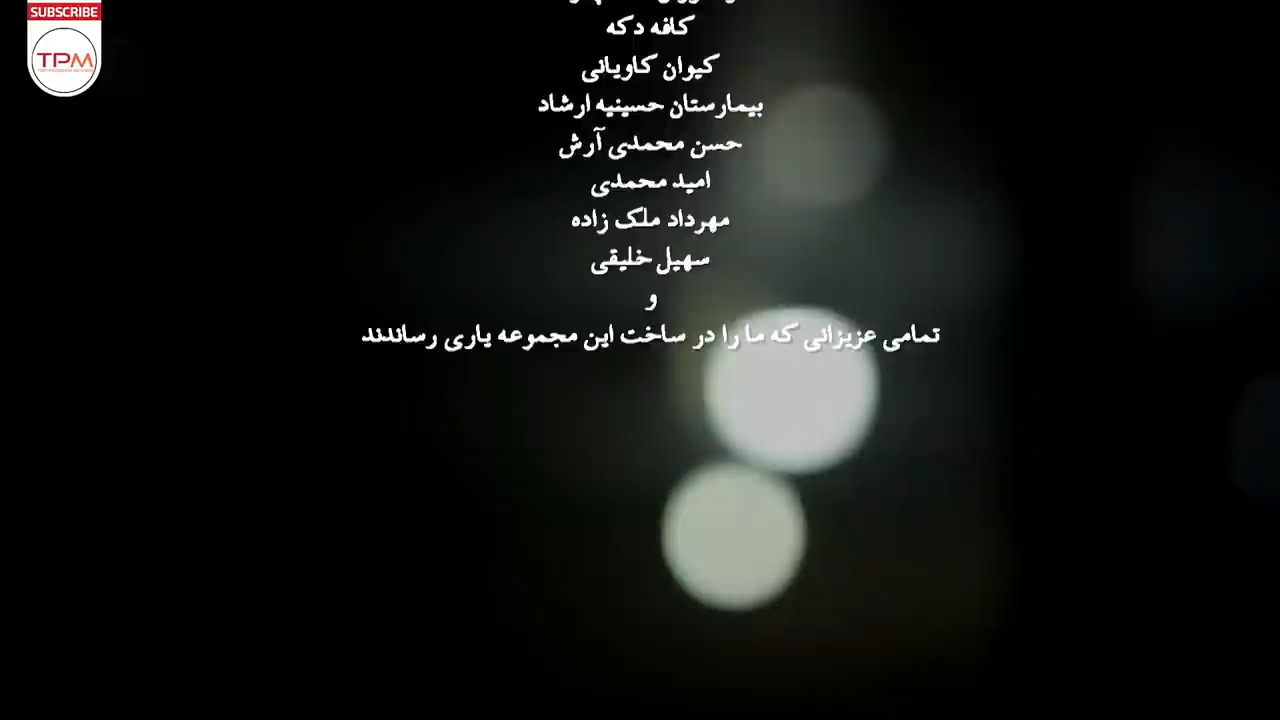 SUBSCRIBE
TPM
کافه دکه
کیوان کاویانی
بیمارستان حسینیه ارشاد
حسن محمدی آرش
امید محمدی
مهرداد ملک زاده
سهیل خلیقی
و
تمامی عزیزانی که ما را در ساخت این مجموعه یاری رساندند